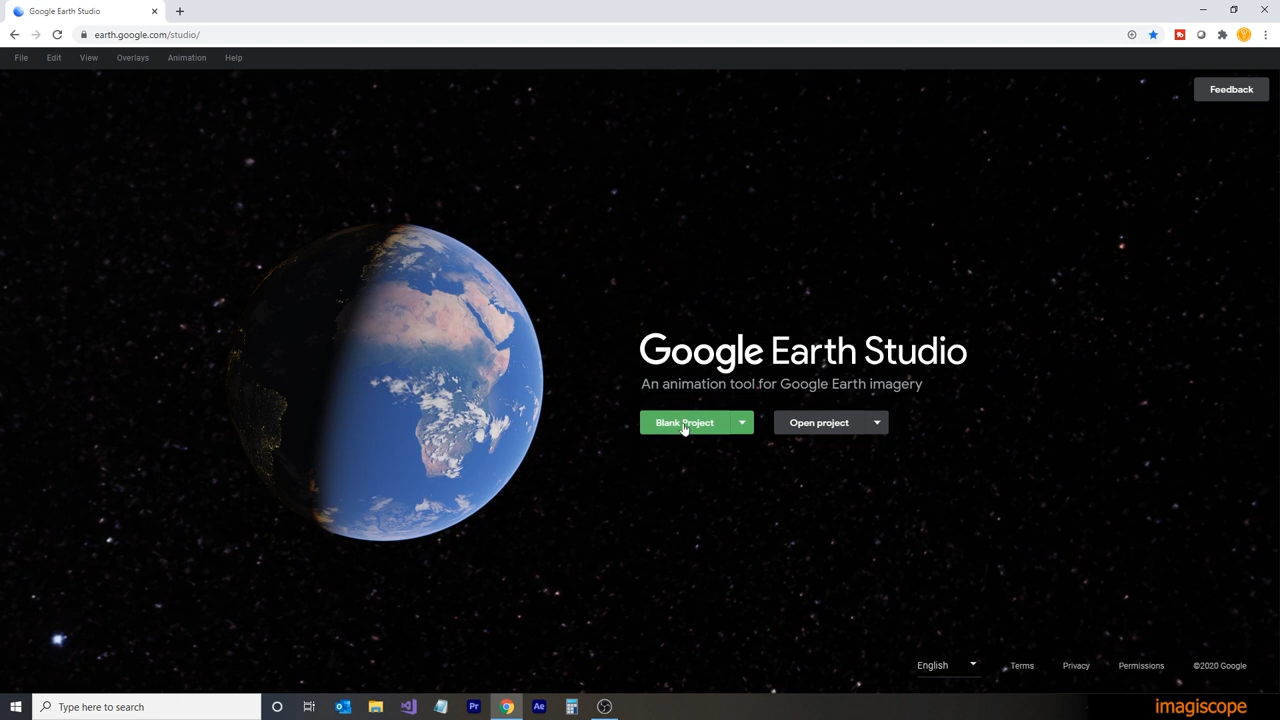 Google Earth Studio
earth.google.com/studio/
File Edit View Overlays Animation Help
Feedback
Google Earth Studio
An animation tool for Google Earth imagery
Blank Project Open project
English Terms Privacy Permissions ©2020 Google
Type here to search Pr Ae
imagiscope